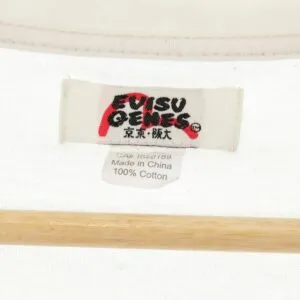 EVISU
GENES
京東・阪大
Made in China
100% Cotton